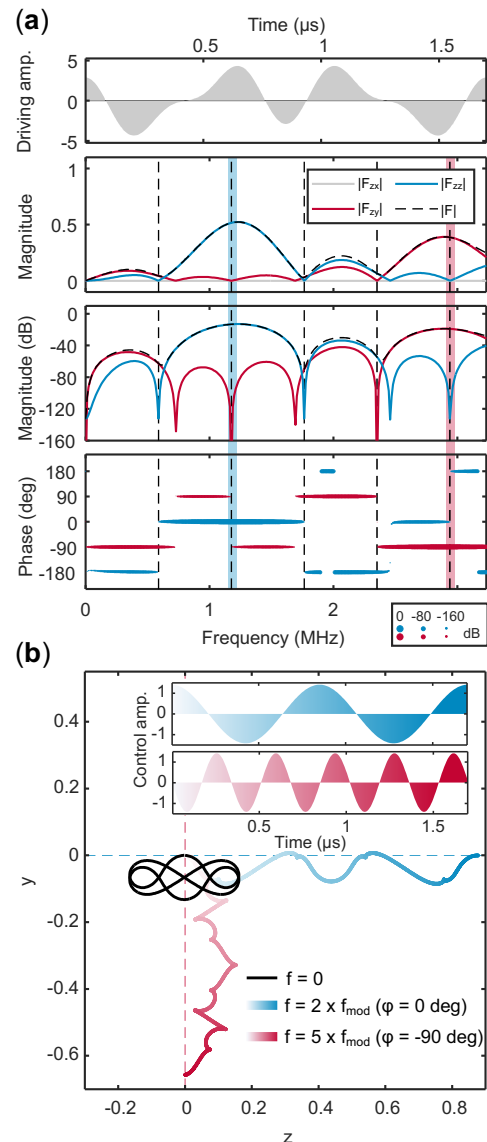 (a)
Time (μs)
0.5 1 1.5
Driving amp.
5
0
-5
Magnitude
1
0.5
0
|Fzx| |Fzz|
|Fzy| |F|
Magnitude (dB)
0
-40
-80
-120
-160
Phase (deg)
180
90
0
-90
-180
0 1 2 3
Frequency (MHz)
0 -80 -160
dB
(b)
Control amp.
1
0
-1
1
0
-1
0.5 1 1.5
Time (μs)
y
0.4
0.2
0
-0.2
-0.4
-0.6
f = 0
f = 2 x fmod (φ = 0 deg)
f = 5 x fmod (φ = -90 deg)
-0.2 0 0.2 0.4 0.6 0.8
z